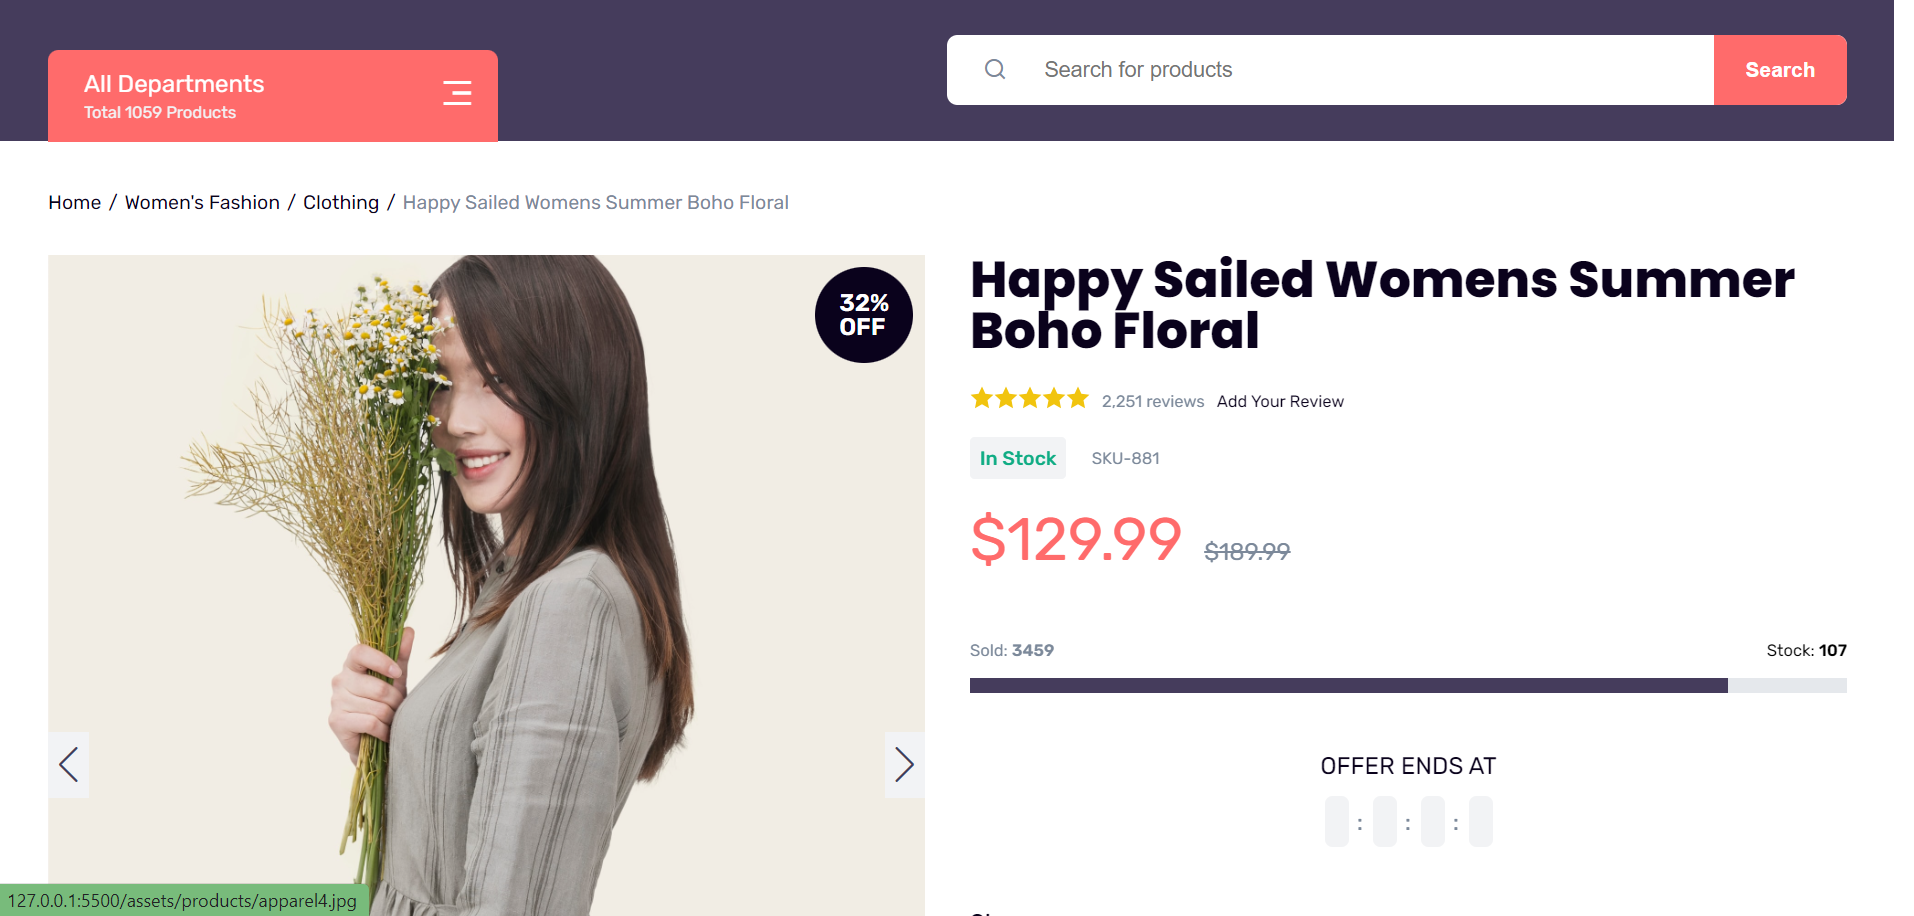 All Departments
Total 1059 Products
Search for products
Search
Home / Women's Fashion / Clothing / Happy Sailed Womens Summer Boho Floral
32%
OFF
Happy Sailed Womens Summer
Boho Floral
2,251 reviews Add Your Review
In Stock SKU-881
$129.99 $189.99
Sold: 3459 Stock: 107
OFFER ENDS AT
: : :
127.0.0.1:5500/assets/products/apparel4.jpg